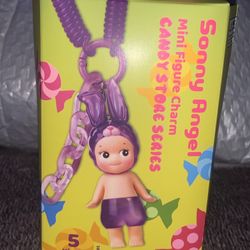 Sonny Angel
Mini Figure Charm
CANDY STORE SERIES
5